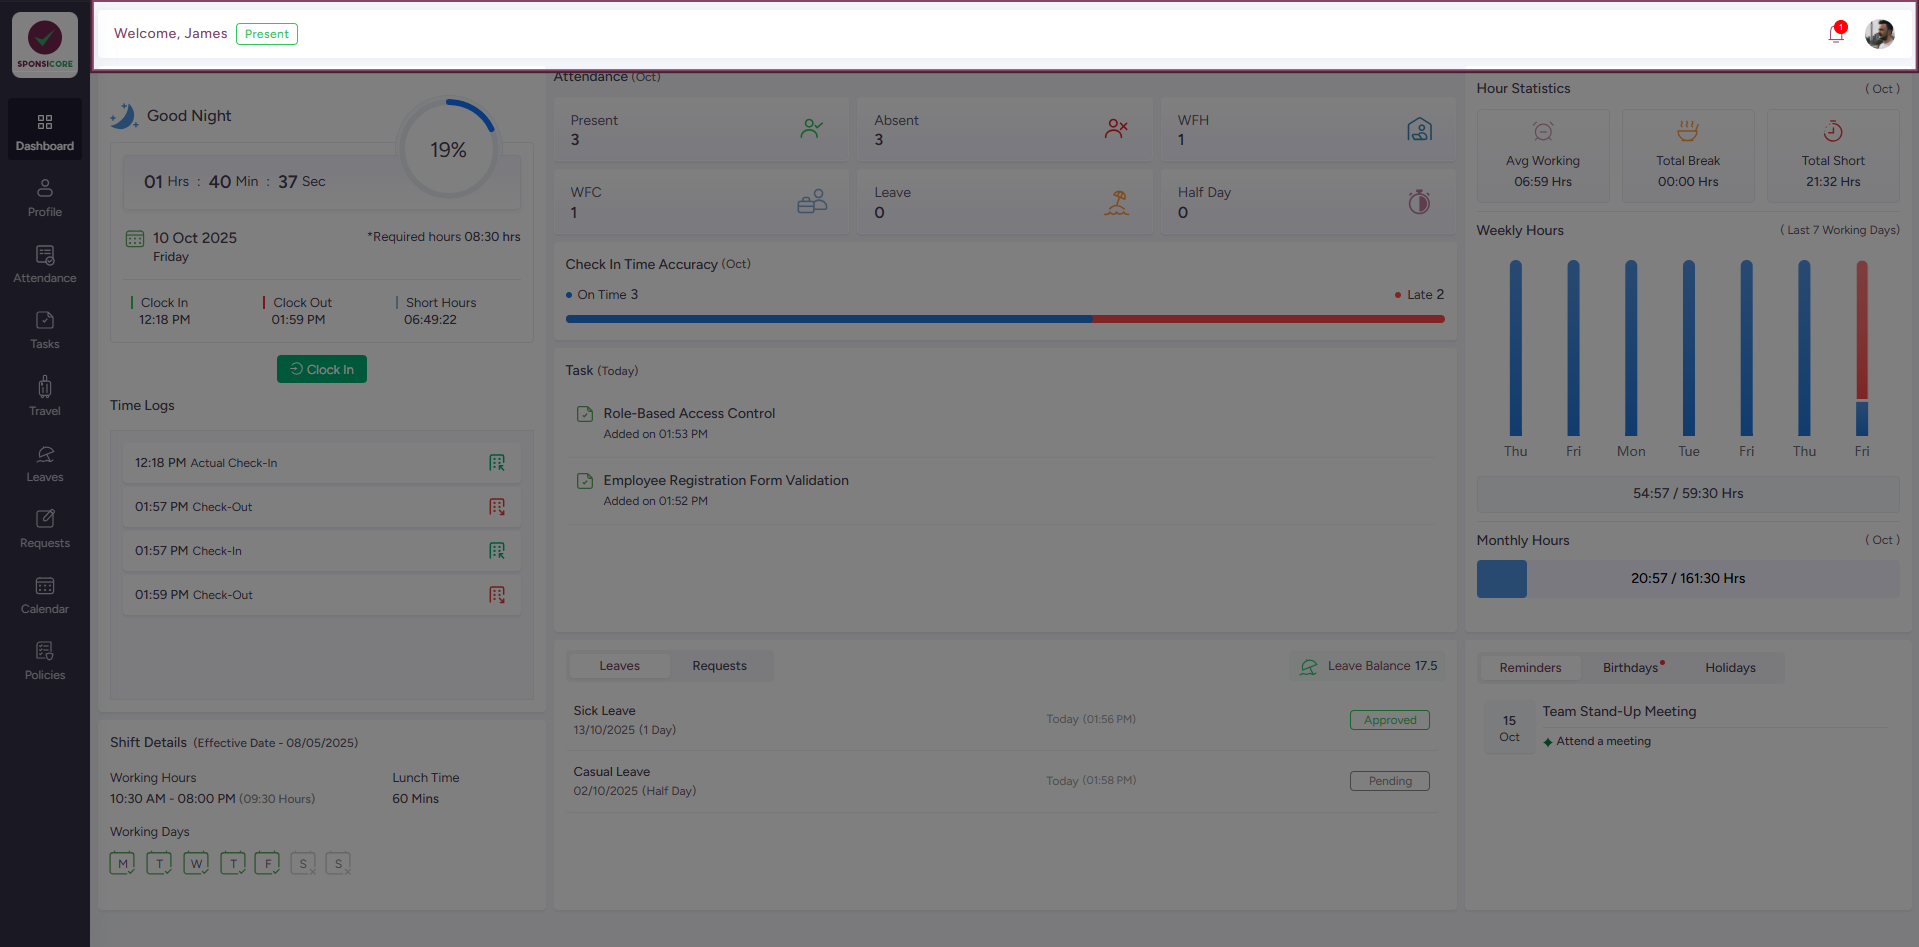 Welcome, James
Present
1
SPONSICORE
Dashboard
Profile
Attendance
Tasks
Travel
Leaves
Requests
Calendar
Policies
Good Night
19%
01 Hrs : 40 Min : 37 Sec
10 Oct 2025
Friday
*Required hours 08:30 hrs
Clock In
12:18 PM
Clock Out
01:59 PM
Short Hours
06:49:22
Clock In
Time Logs
12:18 PM Actual Check-In
01:57 PM Check-Out
01:57 PM Check-In
01:59 PM Check-Out
Shift Details (Effective Date - 08/05/2025)
Working Hours
10:30 AM - 08:00 PM (09:30 Hours)
Lunch Time
60 Mins
Working Days
M T W T F S S
Attendance (Oct)
Present
3
Absent
3
WFH
1
WFC
1
Leave
0
Half Day
0
Check In Time Accuracy (Oct)
On Time 3
Late 2
Task (Today)
Role-Based Access Control
Added on 01:53 PM
Employee Registration Form Validation
Added on 01:52 PM
Leaves
Requests
Leave Balance 17.5
Sick Leave
13/10/2025 (1 Day)
Today (01:56 PM)
Approved
Casual Leave
02/10/2025 (Half Day)
Today (01:58 PM)
Pending
Hour Statistics
( Oct )
Avg Working
06:59 Hrs
Total Break
00:00 Hrs
Total Short
21:32 Hrs
Weekly Hours
( Last 7 Working Days)
Thu Fri Mon Tue Fri Thu Fri
54:57 / 59:30 Hrs
Monthly Hours
( Oct )
20:57 / 161:30 Hrs
Reminders
Birthdays
Holidays
15
Oct
Team Stand-Up Meeting
Attend a meeting